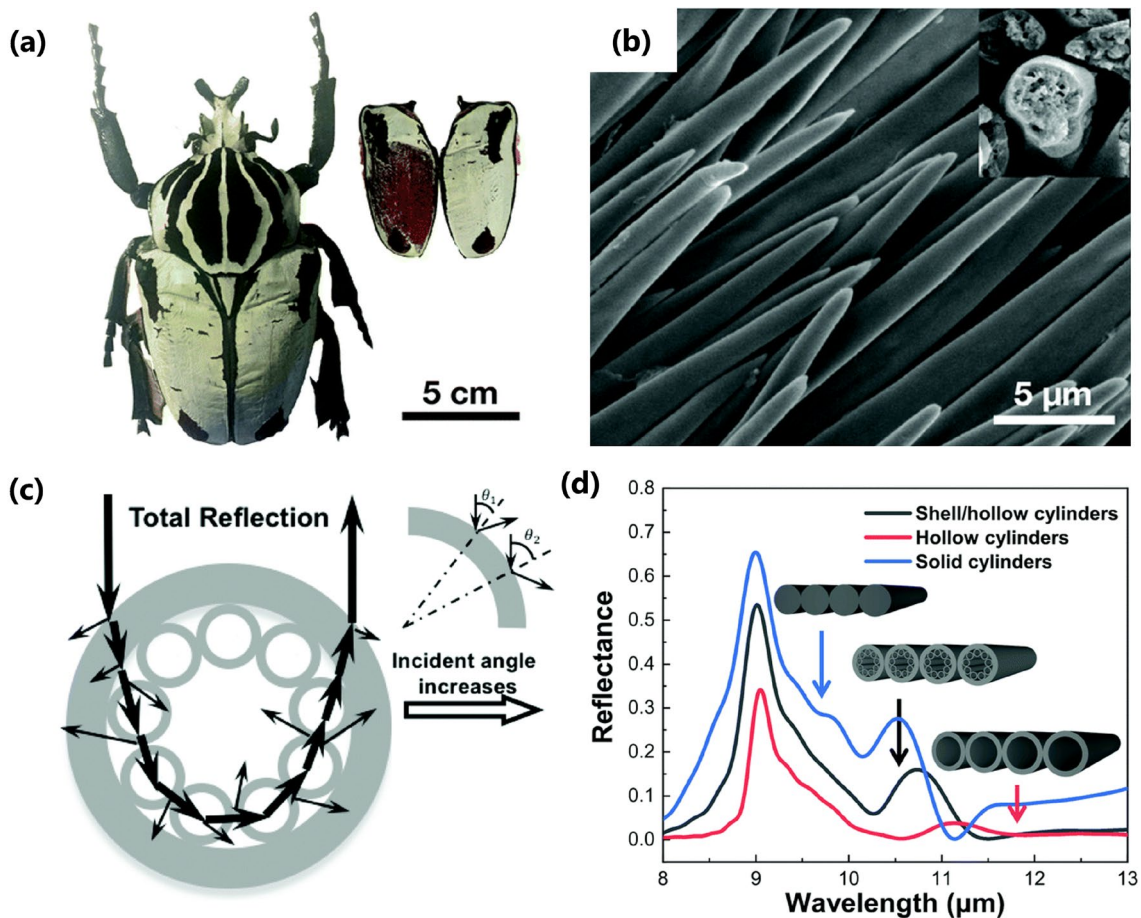 (a)
5 cm
(b)
5 μm
(c)
Total Reflection
θ1
θ2
Incident angle
increases
(d)
Shell/hollow cylinders
Hollow cylinders
Solid cylinders
Reflectance
0.8
0.7
0.6
0.5
0.4
0.3
0.2
0.1
0.0
8 9 10 11 12 13
Wavelength (μm)